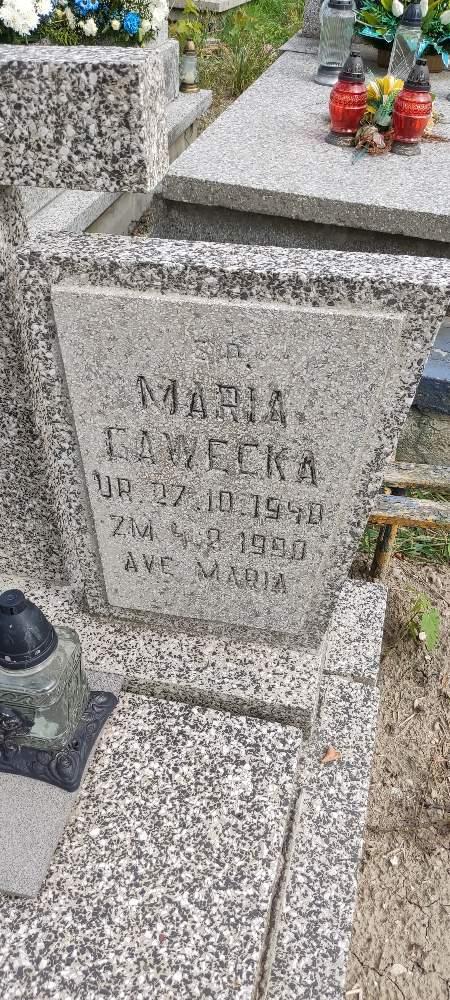 Ś.P.
MARIA
GAWECKA
UR. 27.10.1940
ZM 4.8 1990
AVE MARIA